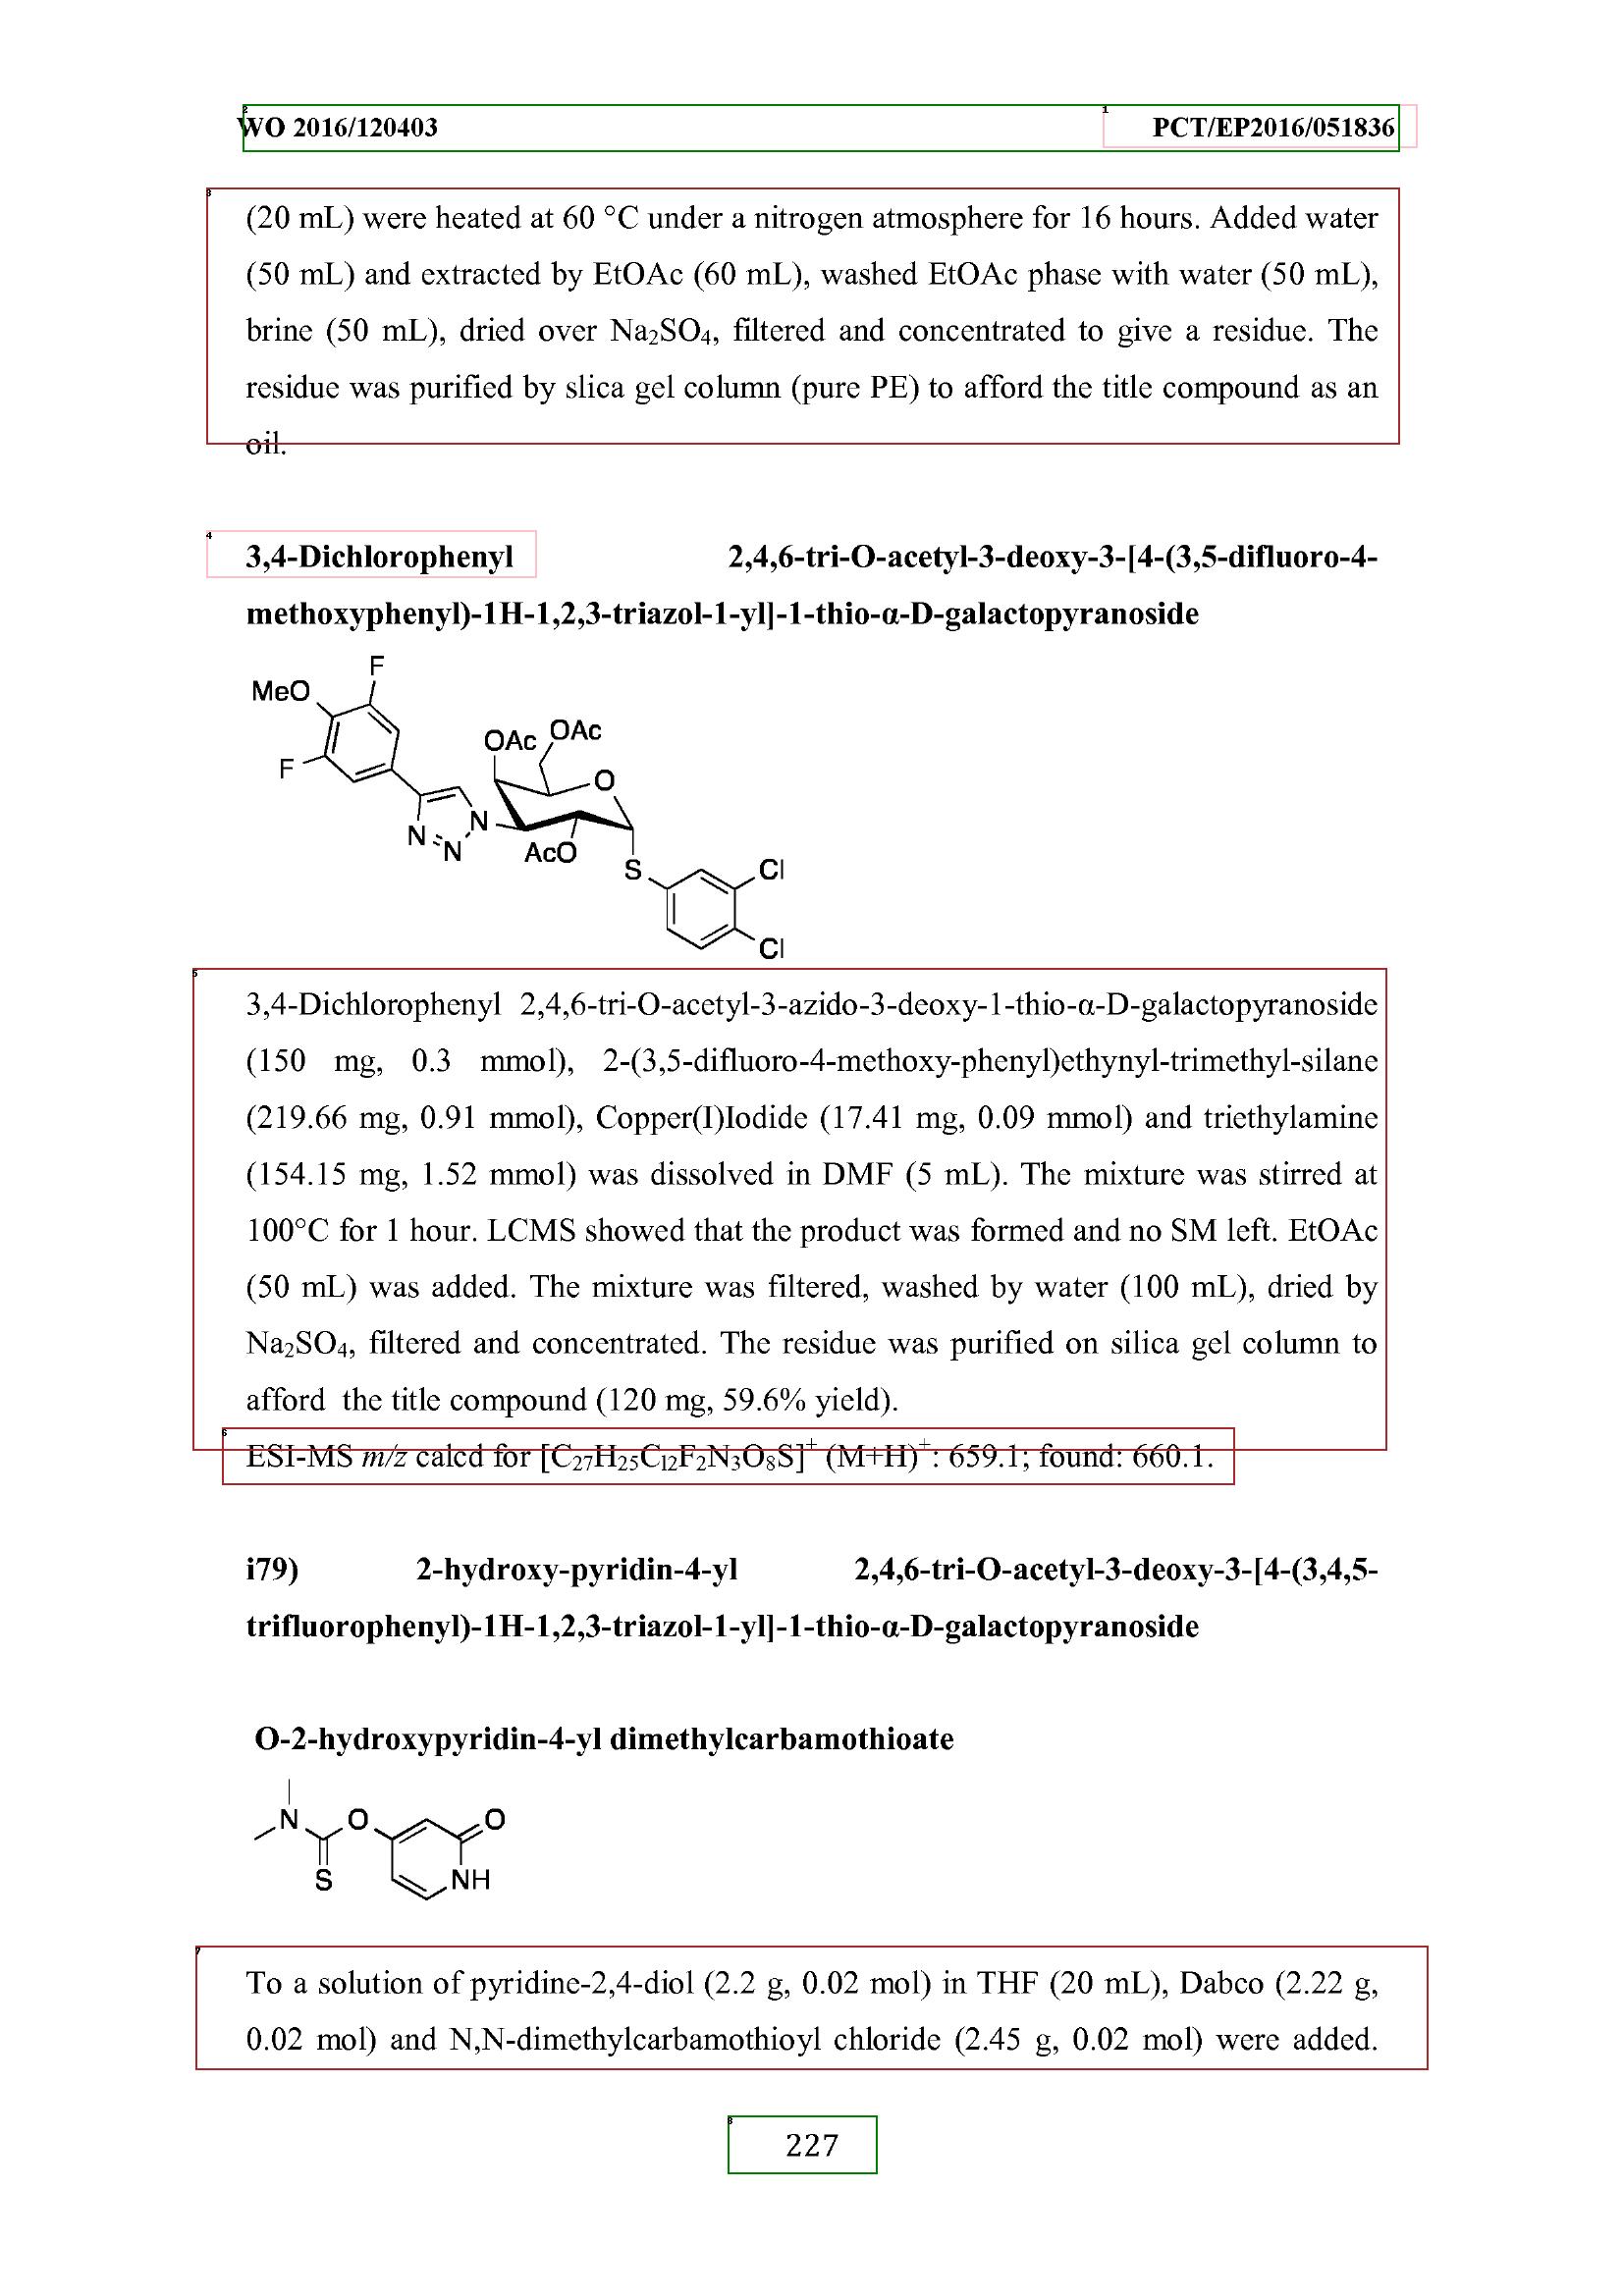 WO 2016/120403 PCT/EP2016/051836
(20 mL) were heated at 60 °C under a nitrogen atmosphere for 16 hours. Added water
(50 mL) and extracted by EtOAc (60 mL), washed EtOAc phase with water (50 mL),
brine (50 mL), dried over Na₂SO₄, filtered and concentrated to give a residue. The
residue was purified by slica gel column (pure PE) to afford the title compound as an
oil.
3,4-Dichlorophenyl 2,4,6-tri-O-acetyl-3-deoxy-3-[4-(3,5-difluoro-4-
methoxyphenyl)-1H-1,2,3-triazol-1-yl]-1-thio-α-D-galactopyranoside
F
MeO
OAc
OAc
F
O
N
N
N
AcO
S
Cl
Cl
3,4-Dichlorophenyl 2,4,6-tri-O-acetyl-3-azido-3-deoxy-1-thio-α-D-galactopyranoside
(150 mg, 0.3 mmol), 2-(3,5-difluoro-4-methoxy-phenyl)ethynyl-trimethyl-silane
(219.66 mg, 0.91 mmol), Copper(I)Iodide (17.41 mg, 0.09 mmol) and triethylamine
(154.15 mg, 1.52 mmol) was dissolved in DMF (5 mL). The mixture was stirred at
100°C for 1 hour. LCMS showed that the product was formed and no SM left. EtOAc
(50 mL) was added. The mixture was filtered, washed by water (100 mL), dried by
Na₂SO₄, filtered and concentrated. The residue was purified on silica gel column to
afford the title compound (120 mg, 59.6% yield).
ESI-MS m/z calcd for [C₂₇H₂₅C₁₂F₂N₃O₈S]⁺ (M+H)⁺: 659.1; found: 660.1.
i79) 2-hydroxy-pyridin-4-yl 2,4,6-tri-O-acetyl-3-deoxy-3-[4-(3,4,5-
trifluorophenyl)-1H-1,2,3-triazol-1-yl]-1-thio-α-D-galactopyranoside
O-2-hydroxypyridin-4-yl dimethylcarbamothioate
N
O
O
S
NH
To a solution of pyridine-2,4-diol (2.2 g, 0.02 mol) in THF (20 mL), Dabco (2.22 g,
0.02 mol) and N,N-dimethylcarbamothioyl chloride (2.45 g, 0.02 mol) were added.
227